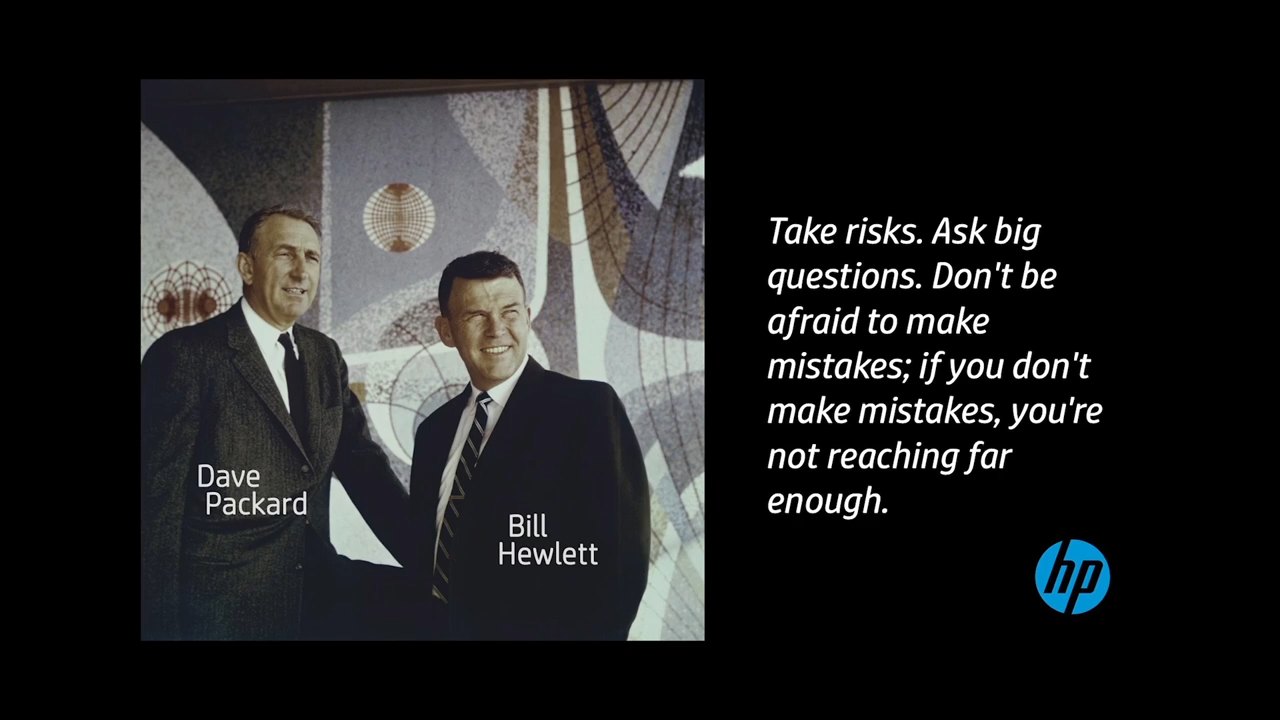 Dave
Packard
Bill
Hewlett
Take risks. Ask big
questions. Don't be
afraid to make
mistakes; if you don't
make mistakes, you're
not reaching far
enough.
hp